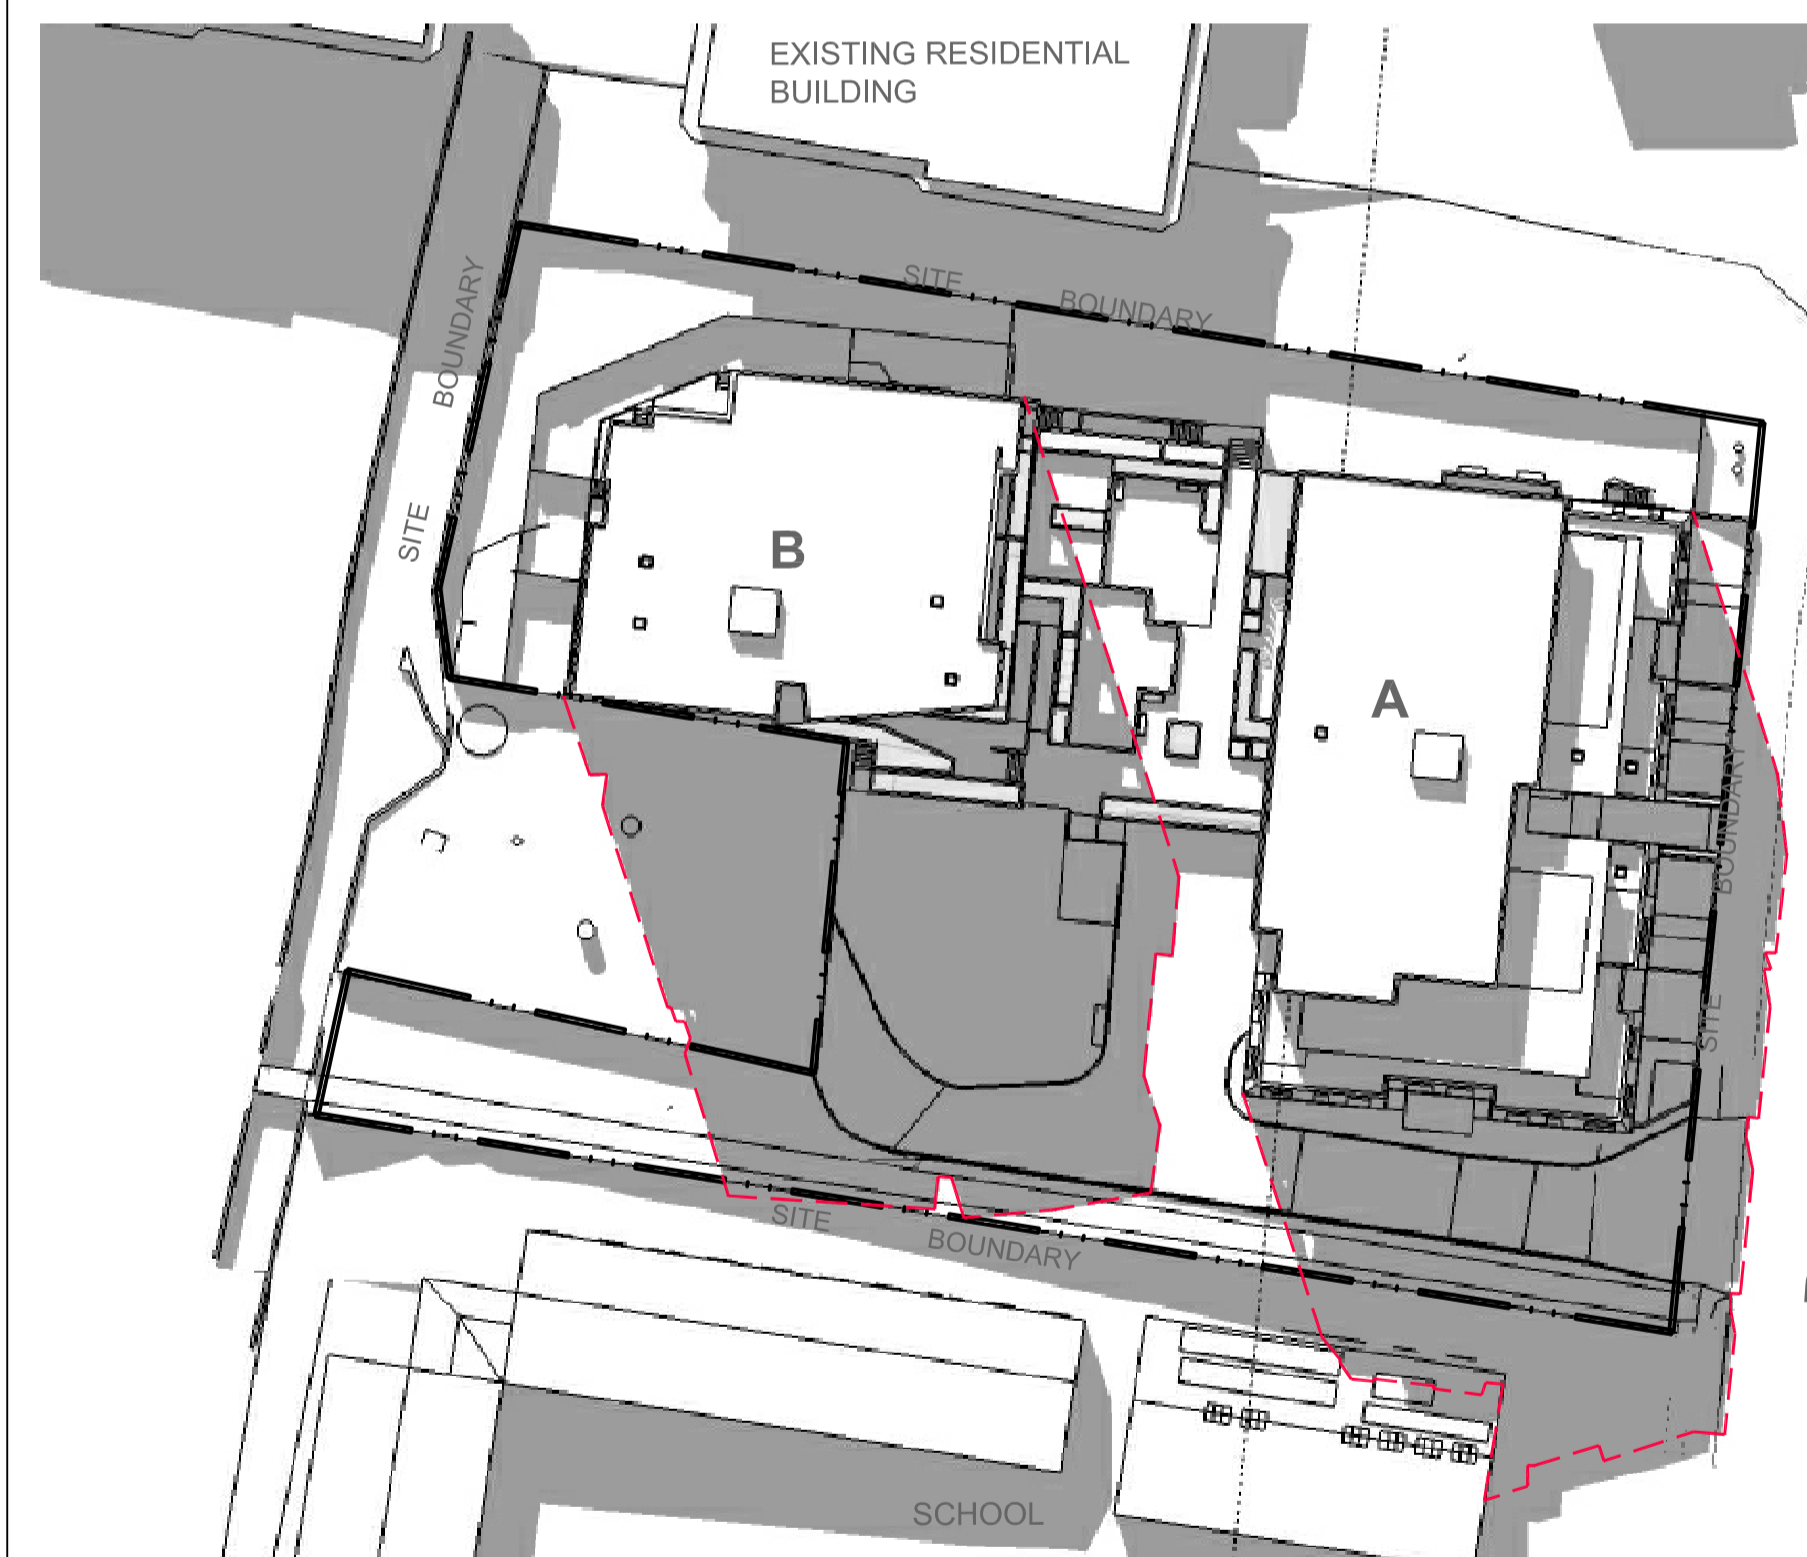 EXISTING RESIDENTIAL
BUILDING
SITE
BOUNDARY
BOUNDARY
SITE
B
A
BOUNDARY
SITE
SITE
BOUNDARY
SCHOOL